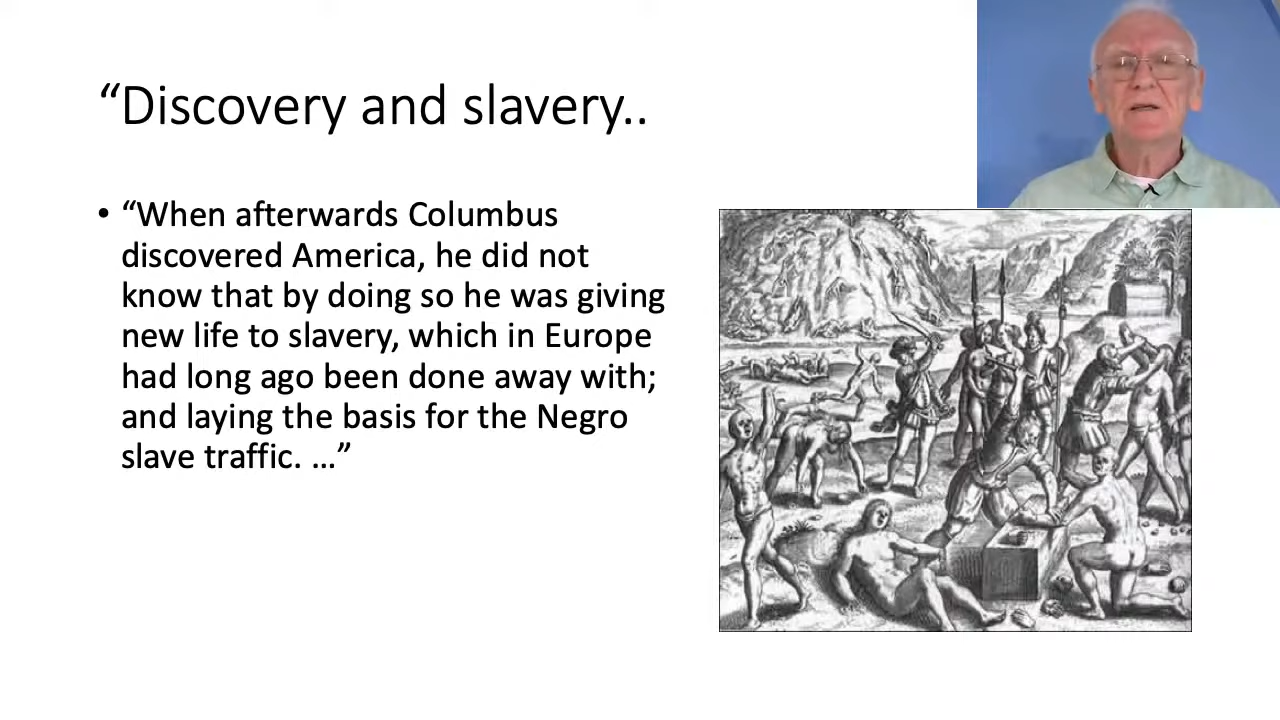 “Discovery and slavery..
• “When afterwards Columbus
discovered America, he did not
know that by doing so he was giving
new life to slavery, which in Europe
had long ago been done away with;
and laying the basis for the Negro
slave traffic. …”